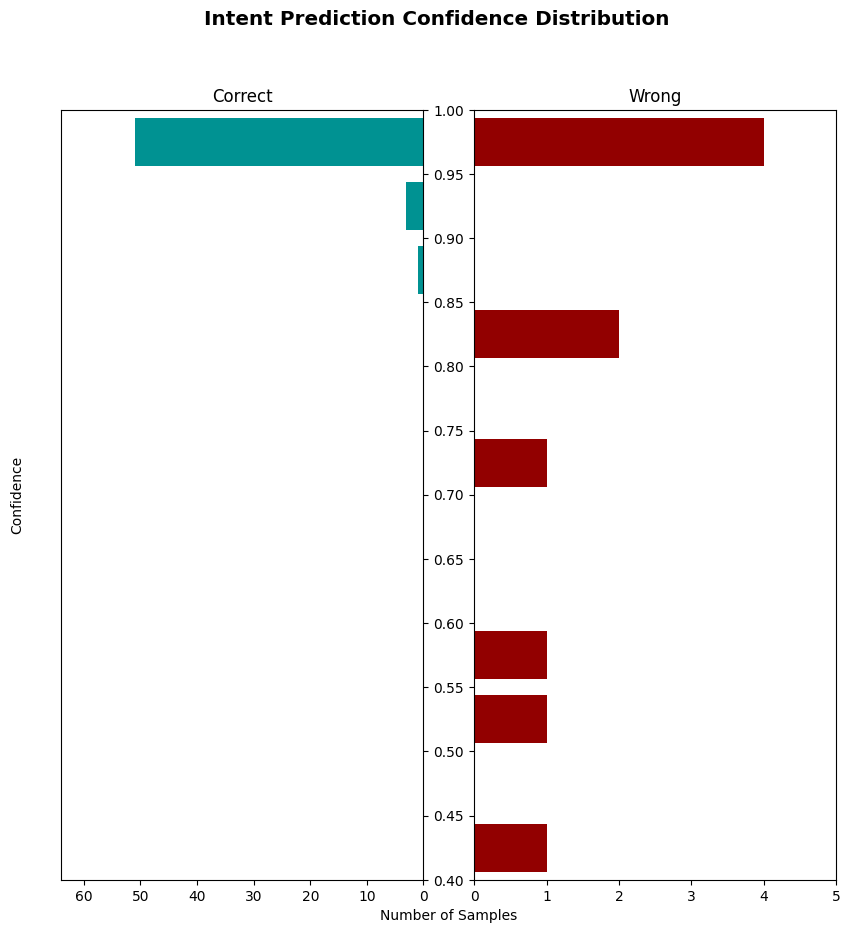 Intent Prediction Confidence Distribution
Correct
Wrong
Confidence
1.00
0.95
0.90
0.85
0.80
0.75
0.70
0.65
0.60
0.55
0.50
0.45
0.40
60 50 40 30 20 10 0
0 1 2 3 4 5
Number of Samples